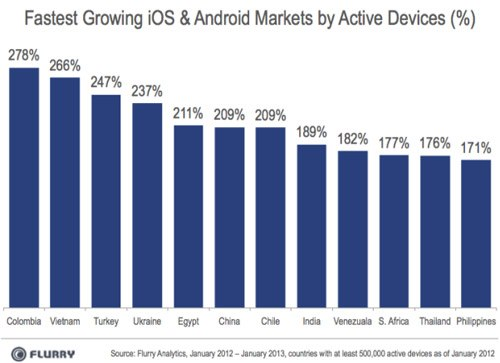 Fastest Growing iOS & Android Markets by Active Devices (%)
278% 266% 247% 237% 211% 209% 209% 189% 182% 177% 176% 171%
Colombia Vietnam Turkey Ukraine Egypt China Chile India Venezuala S. Africa Thailand Philippines
FLURRY
Source: Flurry Analytics, January 2012 – January 2013, countries with at least 500,000 active devices as of January 2012